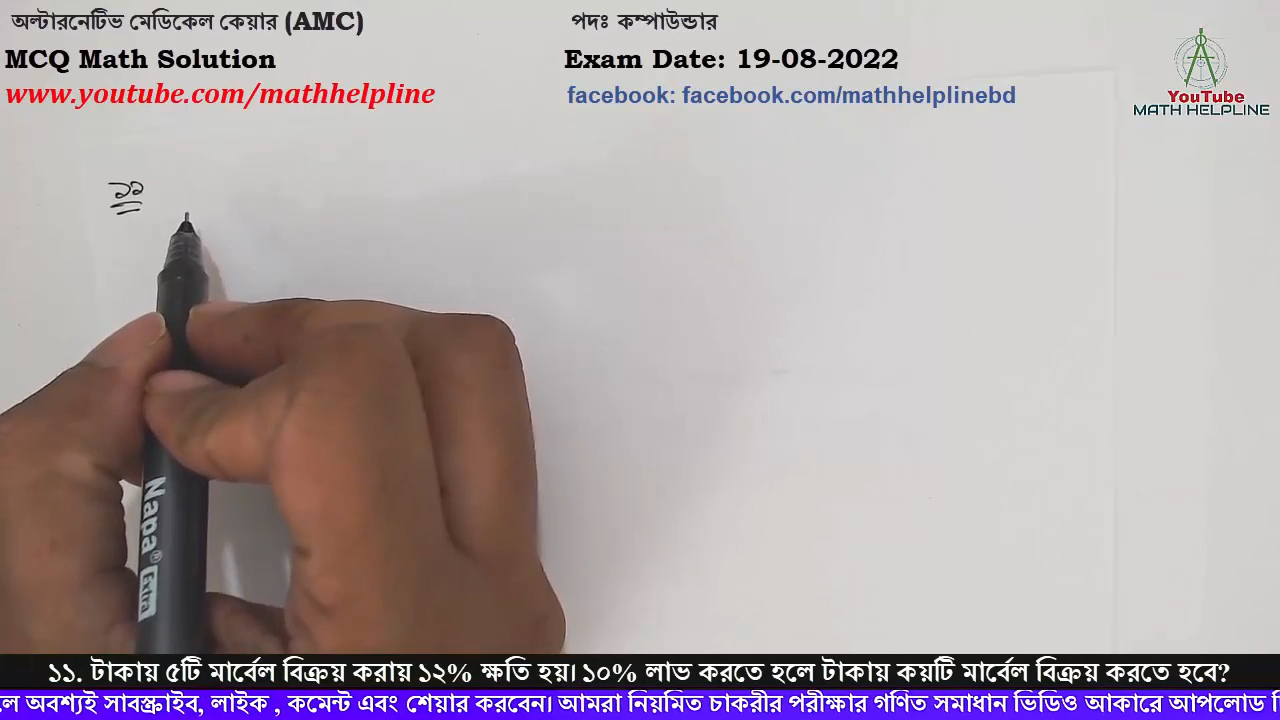 অল্টারনেটিভ মেডিকেল কেয়ার (AMC)
পদঃ কম্পাউন্ডার
MCQ Math Solution
Exam Date: 19-08-2022
www.youtube.com/mathhelpline
facebook: facebook.com/mathhelplinebd
YouTube
MATH HELPLINE
১১
Napa® Extra
১১. টাকায় ৫টি মার্বেল বিক্রয় করায় ১২% ক্ষতি হয়। ১০% লাভ করতে হলে টাকায় কয়টি মার্বেল বিক্রয় করতে হবে?
লে অবশ্যই সাবস্ক্রাইব, লাইক , কমেন্ট এবং শেয়ার করবেন। আমরা নিয়মিত চাকরীর পরীক্ষার গণিত সমাধান ভিডিও আকারে আপলোড